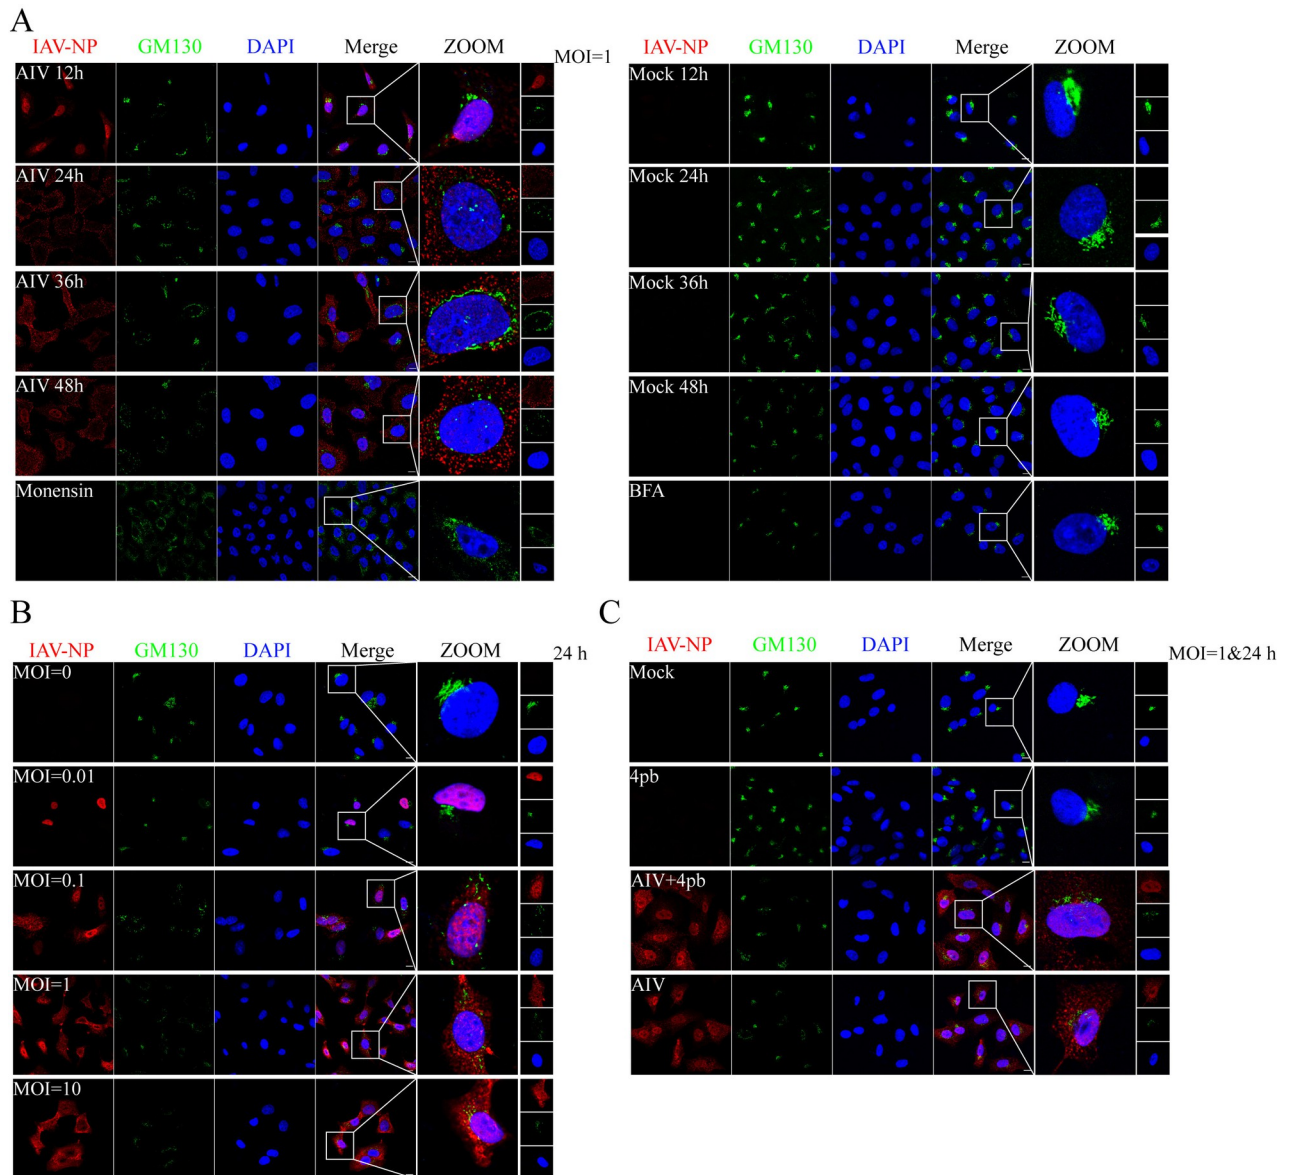 A
IAV-NP GM130 DAPI Merge ZOOM MOI=1 IAV-NP GM130 DAPI Merge ZOOM
AIV 12h Mock 12h
AIV 24h Mock 24h
AIV 36h Mock 36h
AIV 48h Mock 48h
Monensin BFA
B C
IAV-NP GM130 DAPI Merge ZOOM 24 h IAV-NP GM130 DAPI Merge ZOOM MOI=1&24 h
MOI=0 Mock
MOI=0.01 4pb
MOI=0.1 AIV+4pb
MOI=1 AIV
MOI=10